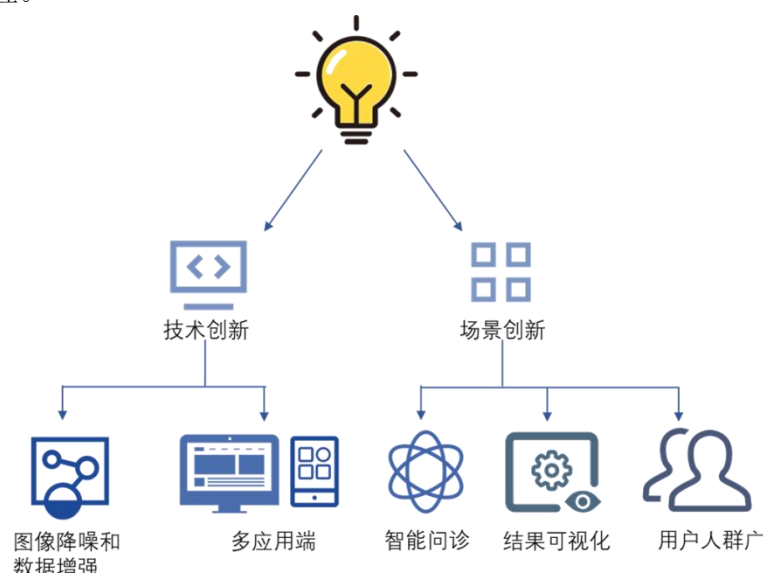 技术创新
场景创新
图像降噪和
数据增强
多应用端
智能问诊
结果可视化
用户人群广